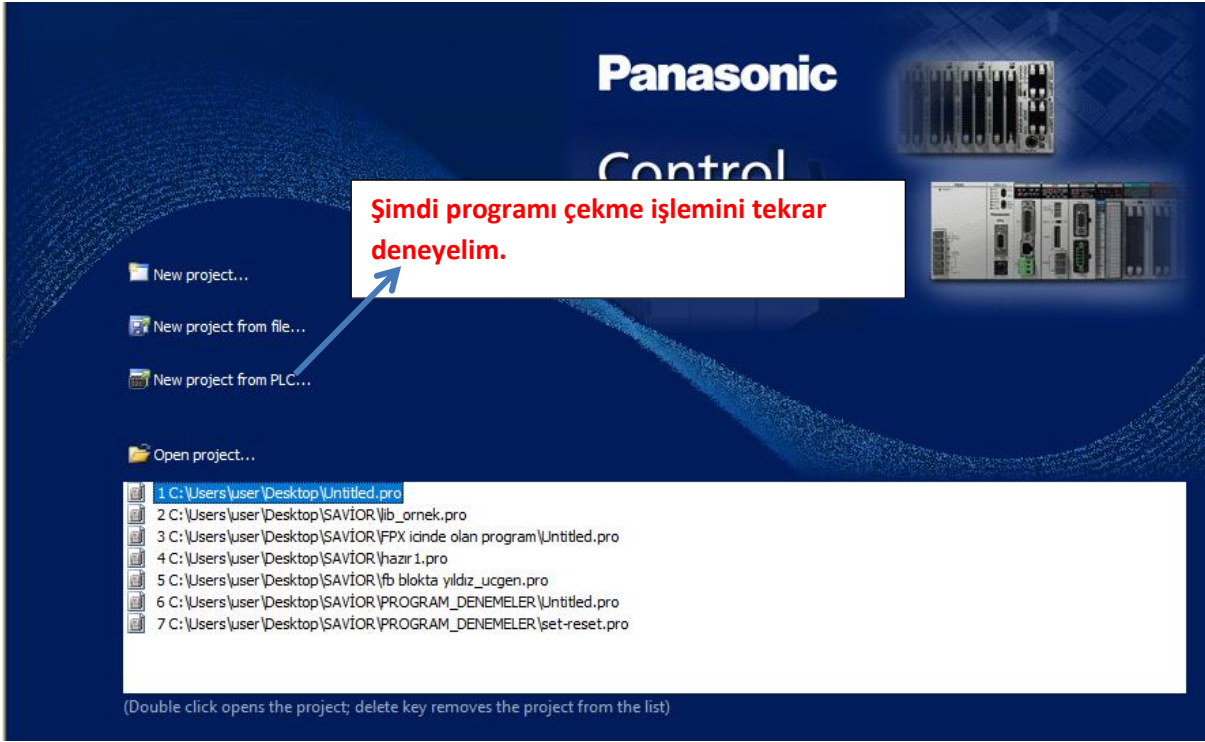 Panasonic
Control
Şimdi programı çekme işlemini tekrar
deneyelim.
New project...
New project from file...
New project from PLC...
Open project...
1 C:\Users\user\Desktop\Untitled.pro
2 C:\Users\user\Desktop\SAVİOR\lib_ornek.pro
3 C:\Users\user\Desktop\SAVİOR\FPX icinde olan program\Untitled.pro
4 C:\Users\user\Desktop\SAVİOR\hazır1.pro
5 C:\Users\user\Desktop\SAVİOR\fb blokta yıldız_ucgen.pro
6 C:\Users\user\Desktop\SAVİOR\PROGRAM_DENEMELER\Untitled.pro
7 C:\Users\user\Desktop\SAVİOR\PROGRAM_DENEMELER\set-reset.pro
(Double click opens the project; delete key removes the project from the list)